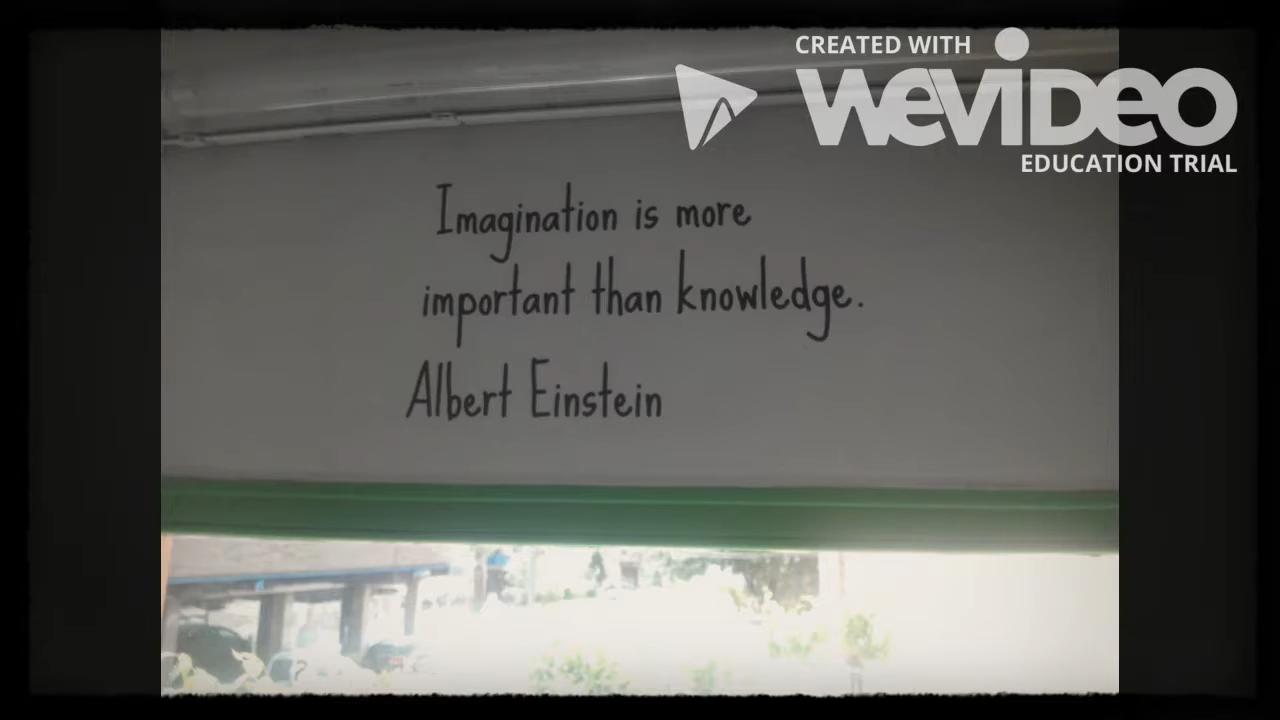 CREATED WITH
WEVIDEO
EDUCATION TRIAL
Imagination is more
important than knowledge.
Albert Einstein